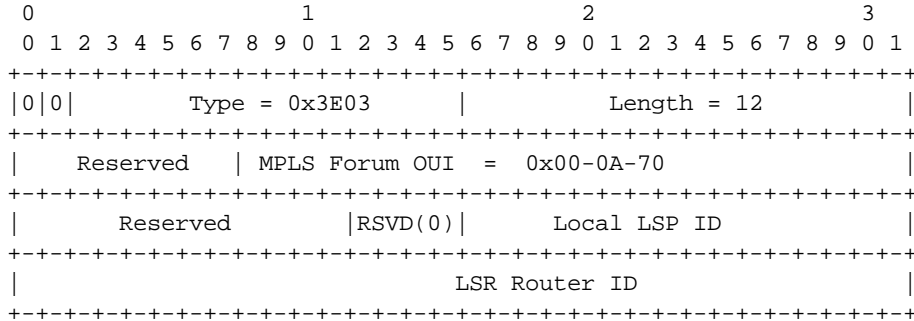 0                   1                   2                   3
0 1 2 3 4 5 6 7 8 9 0 1 2 3 4 5 6 7 8 9 0 1 2 3 4 5 6 7 8 9 0 1
+-+-+-+-+-+-+-+-+-+-+-+-+-+-+-+-+-+-+-+-+-+-+-+-+-+-+-+-+-+-+-+-+
|0|0|        Type = 0x3E03      |          Length = 12          |
+-+-+-+-+-+-+-+-+-+-+-+-+-+-+-+-+-+-+-+-+-+-+-+-+-+-+-+-+-+-+-+-+
|    Reserved   | MPLS Forum OUI  =  0x00-0A-70                 |
+-+-+-+-+-+-+-+-+-+-+-+-+-+-+-+-+-+-+-+-+-+-+-+-+-+-+-+-+-+-+-+-+
|       Reserved        |RSVD(0)|      Local LSP ID             |
+-+-+-+-+-+-+-+-+-+-+-+-+-+-+-+-+-+-+-+-+-+-+-+-+-+-+-+-+-+-+-+-+
|                               LSR Router ID                   |
+-+-+-+-+-+-+-+-+-+-+-+-+-+-+-+-+-+-+-+-+-+-+-+-+-+-+-+-+-+-+-+-+